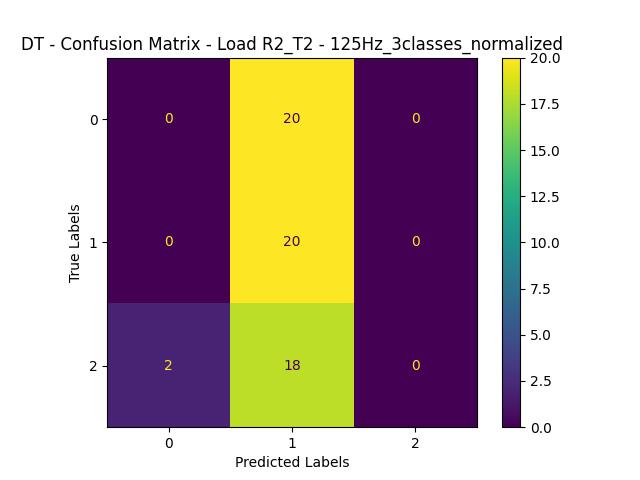 DT - Confusion Matrix - Load R2_T2 - 125Hz_3classes_normalized
True Labels
0 0 20 0
1 0 20 0
2 2 18 0
0 1 2
Predicted Labels
20.0
17.5
15.0
12.5
10.0
7.5
5.0
2.5
0.0